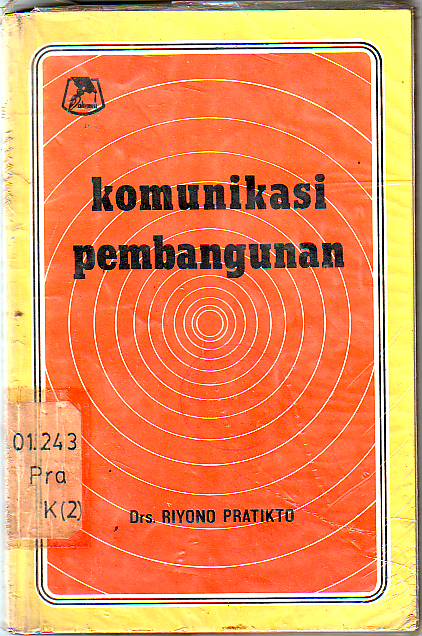 komunikasi
pembangunan
01.243
Pra
K(2)
Drs. RIYONO PRATIKTO